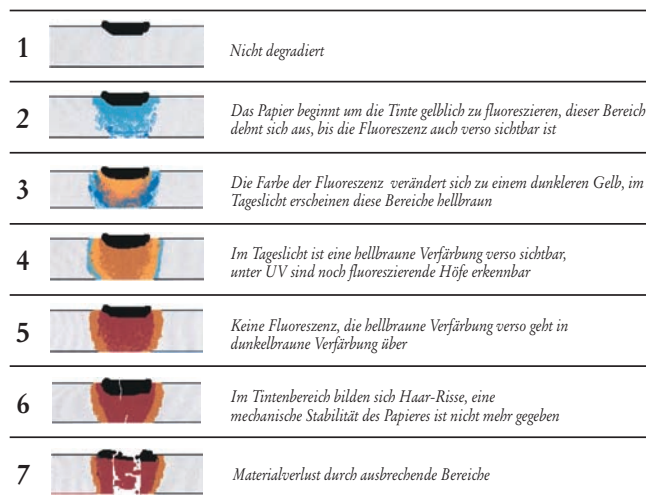 1 Nicht degradiert
2 Das Papier beginnt um die Tinte gelblich zu fluoreszieren, dieser Bereich
dehnt sich aus, bis die Fluoreszenz auch verso sichtbar ist
3 Die Farbe der Fluoreszenz verändert sich zu einem dunkleren Gelb, im
Tageslicht erscheinen diese Bereiche hellbraun
4 Im Tageslicht ist eine hellbraune Verfärbung verso sichtbar,
unter UV sind noch fluoreszierende Höfe erkennbar
5 Keine Fluoreszenz, die hellbraune Verfärbung verso geht in
dunkelbraune Verfärbung über
6 Im Tintenbereich bilden sich Haar-Risse, eine
mechanische Stabilität des Papieres ist nicht mehr gegeben
7 Materialverlust durch ausbrechende Bereiche